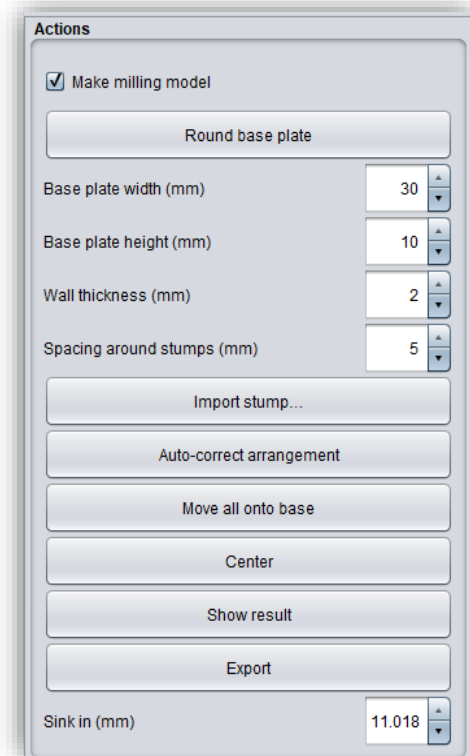 Actions
Make milling model
Round base plate
Base plate width (mm) 30
Base plate height (mm) 10
Wall thickness (mm) 2
Spacing around stumps (mm) 5
Import stump...
Auto-correct arrangement
Move all onto base
Center
Show result
Export
Sink in (mm) 11.018